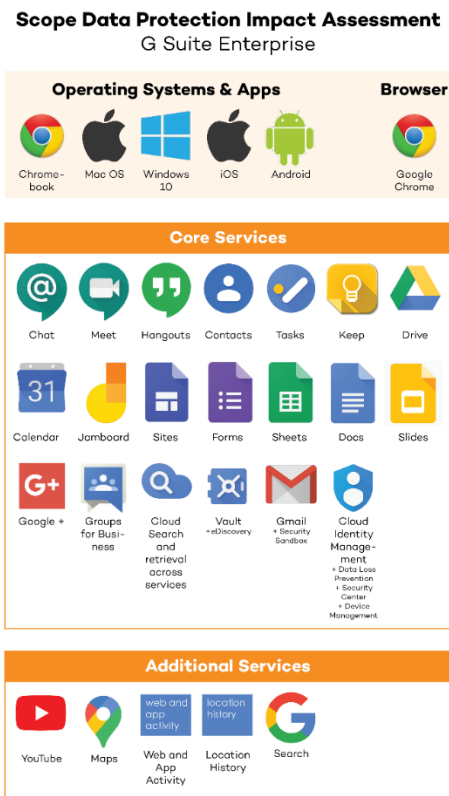 Scope Data Protection Impact Assessment
G Suite Enterprise
Operating Systems & Apps
Browser
Chrome-
book
Mac OS
Windows
10
iOS
Android
Google
Chrome
Core Services
@
31
G+
Chat
Meet
Hangouts
Contacts
Tasks
Keep
Drive
Calendar
Jamboard
Sites
Forms
Sheets
Docs
Slides
Google +
Groups
for Busi-
ness
Cloud
Search
and
retrieval
across
services
Vault
+eDiscovery
Gmail
+ Security
Sandbox
Cloud
Identity
Manage-
ment
+ Data Loss
Prevention
+ Security
Center
+ Device
Management
Additional Services
web and
app
activity
location
history
YouTube
Maps
Web and
App
Activity
Location
History
Search